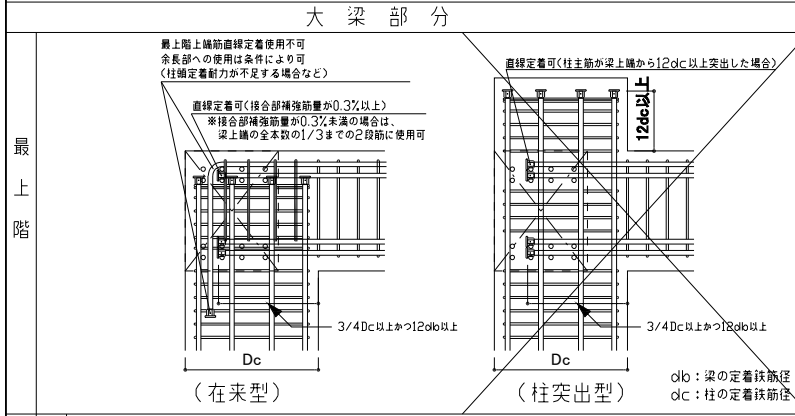 大梁部分
最上階
最上階上端筋直線定着使用不可
余長部への使用は条件により可
(柱頭定着耐力が不足する場合など)
直線定着可(接合部補強筋量が0.3%以上)
※接合部補強筋量が0.3%未満の場合は、
梁上端の全本数の1/3までの2段筋に使用可
3/4Dc以上かつ12db以上
Dc
(在来型)
直線定着可(柱主筋が梁上端から12dc以上突出した場合)
12dc以上
3/4Dc以上かつ12db以上
Dc
(柱突出型)
db:梁の定着鉄筋径
dc:柱の定着鉄筋径